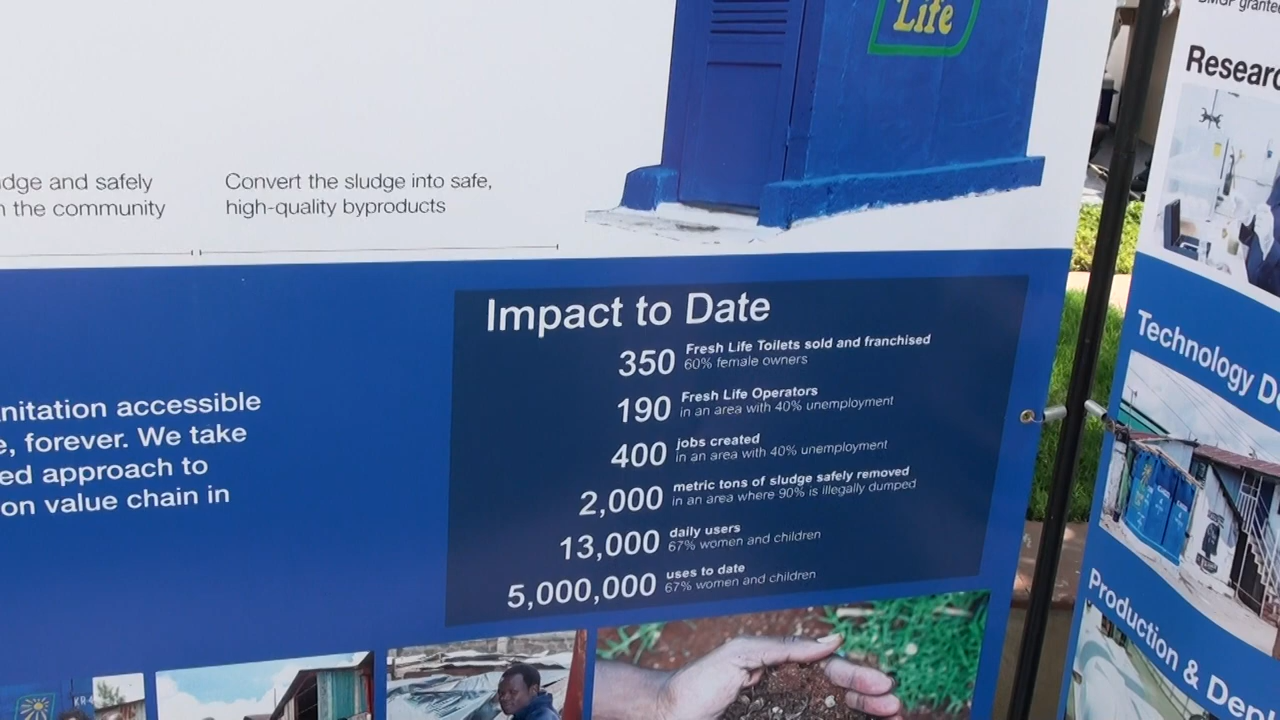 Life
dge and safely
the community
Convert the sludge into safe,
high-quality byproducts
Impact to Date
350 Fresh Life Toilets sold and franchised
60% female owners
190 Fresh Life Operators
in an area with 40% unemployment
400 jobs created
in an area with 40% unemployment
2,000 metric tons of sludge safely removed
in an area where 90% is illegally dumped
13,000 daily users
67% women and children
5,000,000 uses to date
67% women and children
nitation accessible
e, forever. We take
ed approach to
on value chain in
grantee
Researc
Technology D
Production & Dep